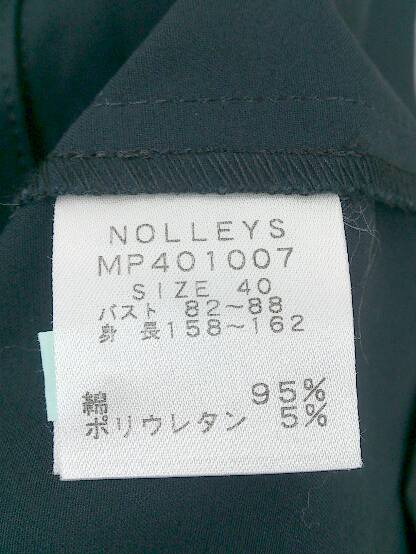 NOLLEYS
MP401007
SIZE 40
バスト 82～88
身 長158～162
綿 95%
ポリウレタン 5%